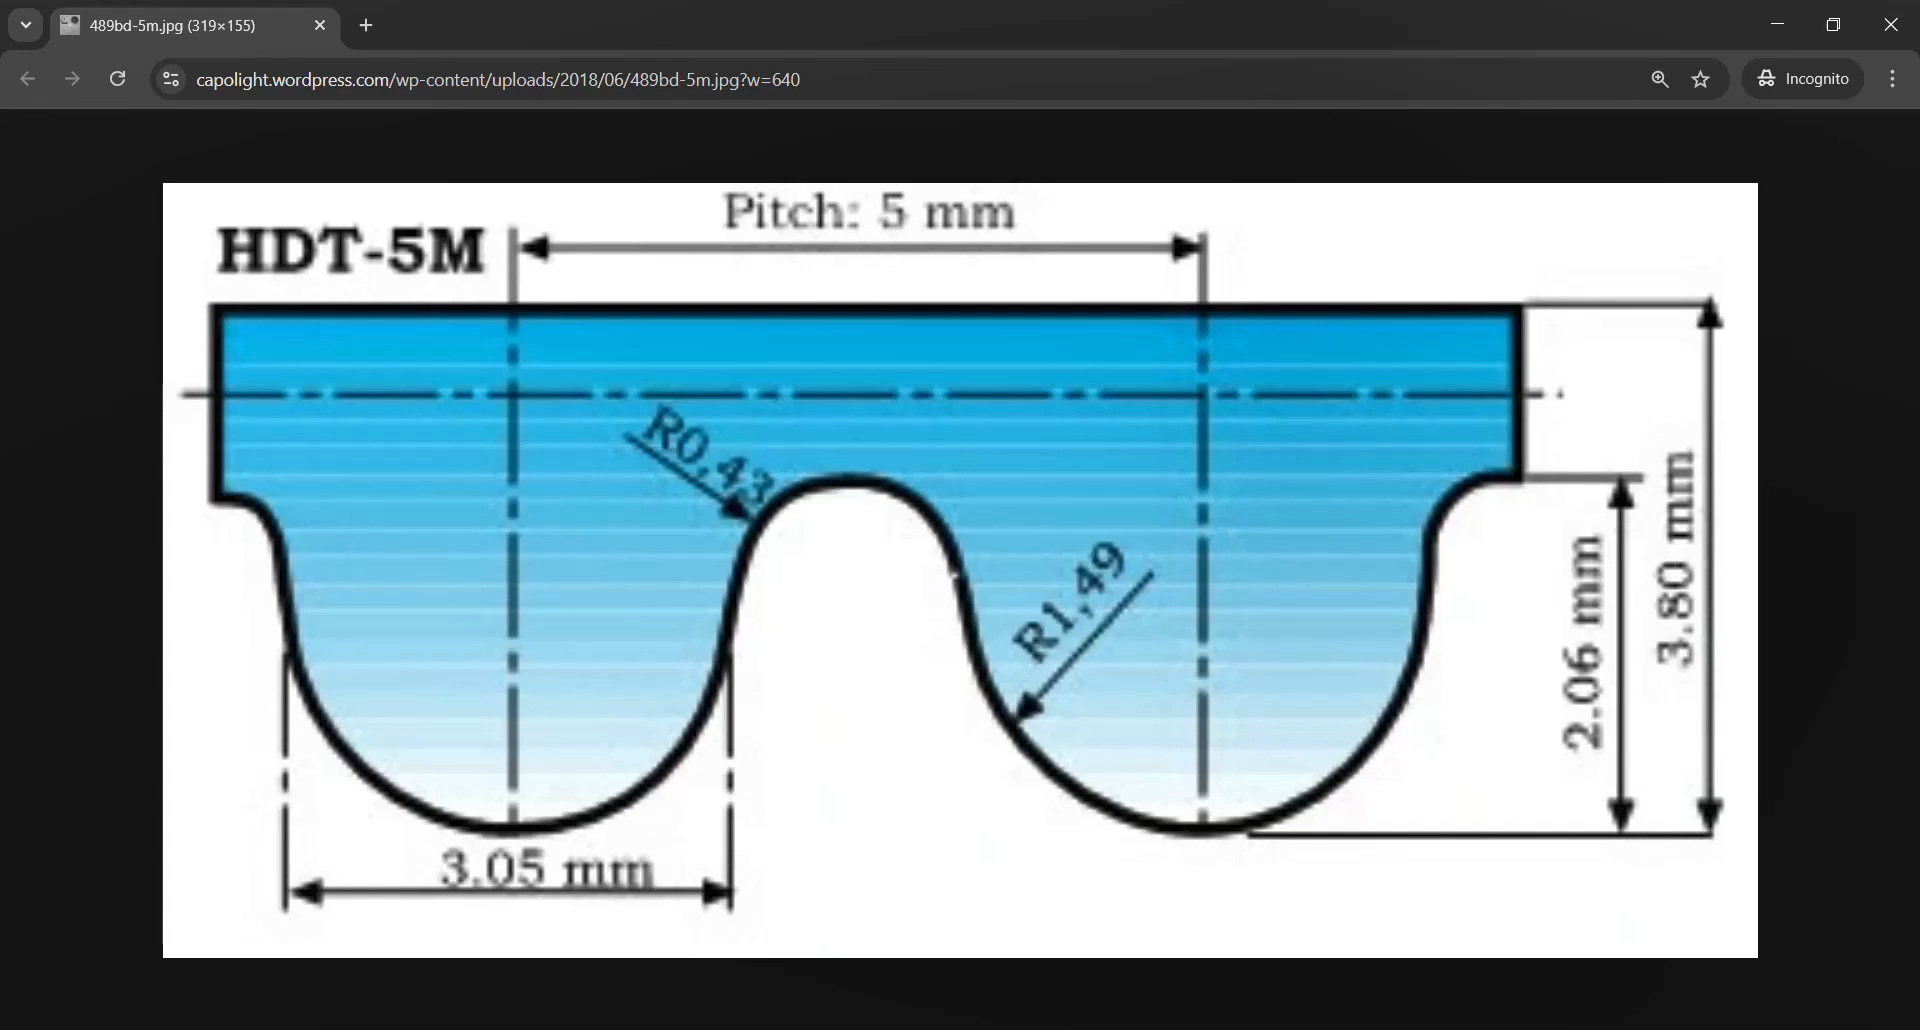 489bd-5m.jpg (319×155)
capolight.wordpress.com/wp-content/uploads/2018/06/489bd-5m.jpg?w=640
Incognito
Pitch: 5 mm
HDT-5M
R0,43
R1,49
2.06 mm
3.80 mm
3.05 mm